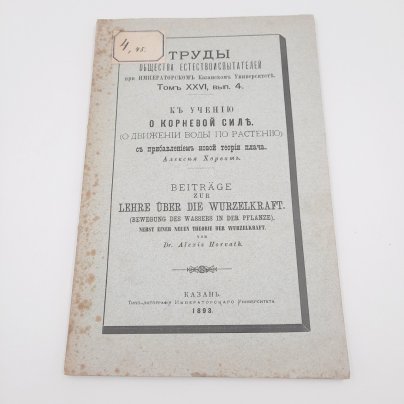 4, 45.
ТРУДЫ
ОБЩЕСТВА ЕСТЕСТВОИСПЫТАТЕЛЕЙ
при ИМПЕРАТОРСКОМЪ Казанскомъ Университетѣ.
Томъ XXVI, вып. 4.
КЪ УЧЕНІЮ
О КОРНЕВОЙ СИЛѢ.
(О ДВИЖЕНІИ ВОДЫ ПО РАСТЕНІЮ)
съ прибавленіемъ новой теоріи плача.
Алексѣя Хорватъ.
BEITRÄGE
ZUR
LEHRE ÜBER DIE WURZELKRAFT.
(BEWEGUNG DES WASSERS IN DER PFLANZE),
NEBST EINER NEUEN THEORIE DER WURZELKRAFT.
VON
Dr. Alexis Horvath.
КАЗАНЬ.
Типо-литографія Императорскаго Университета.
1893.